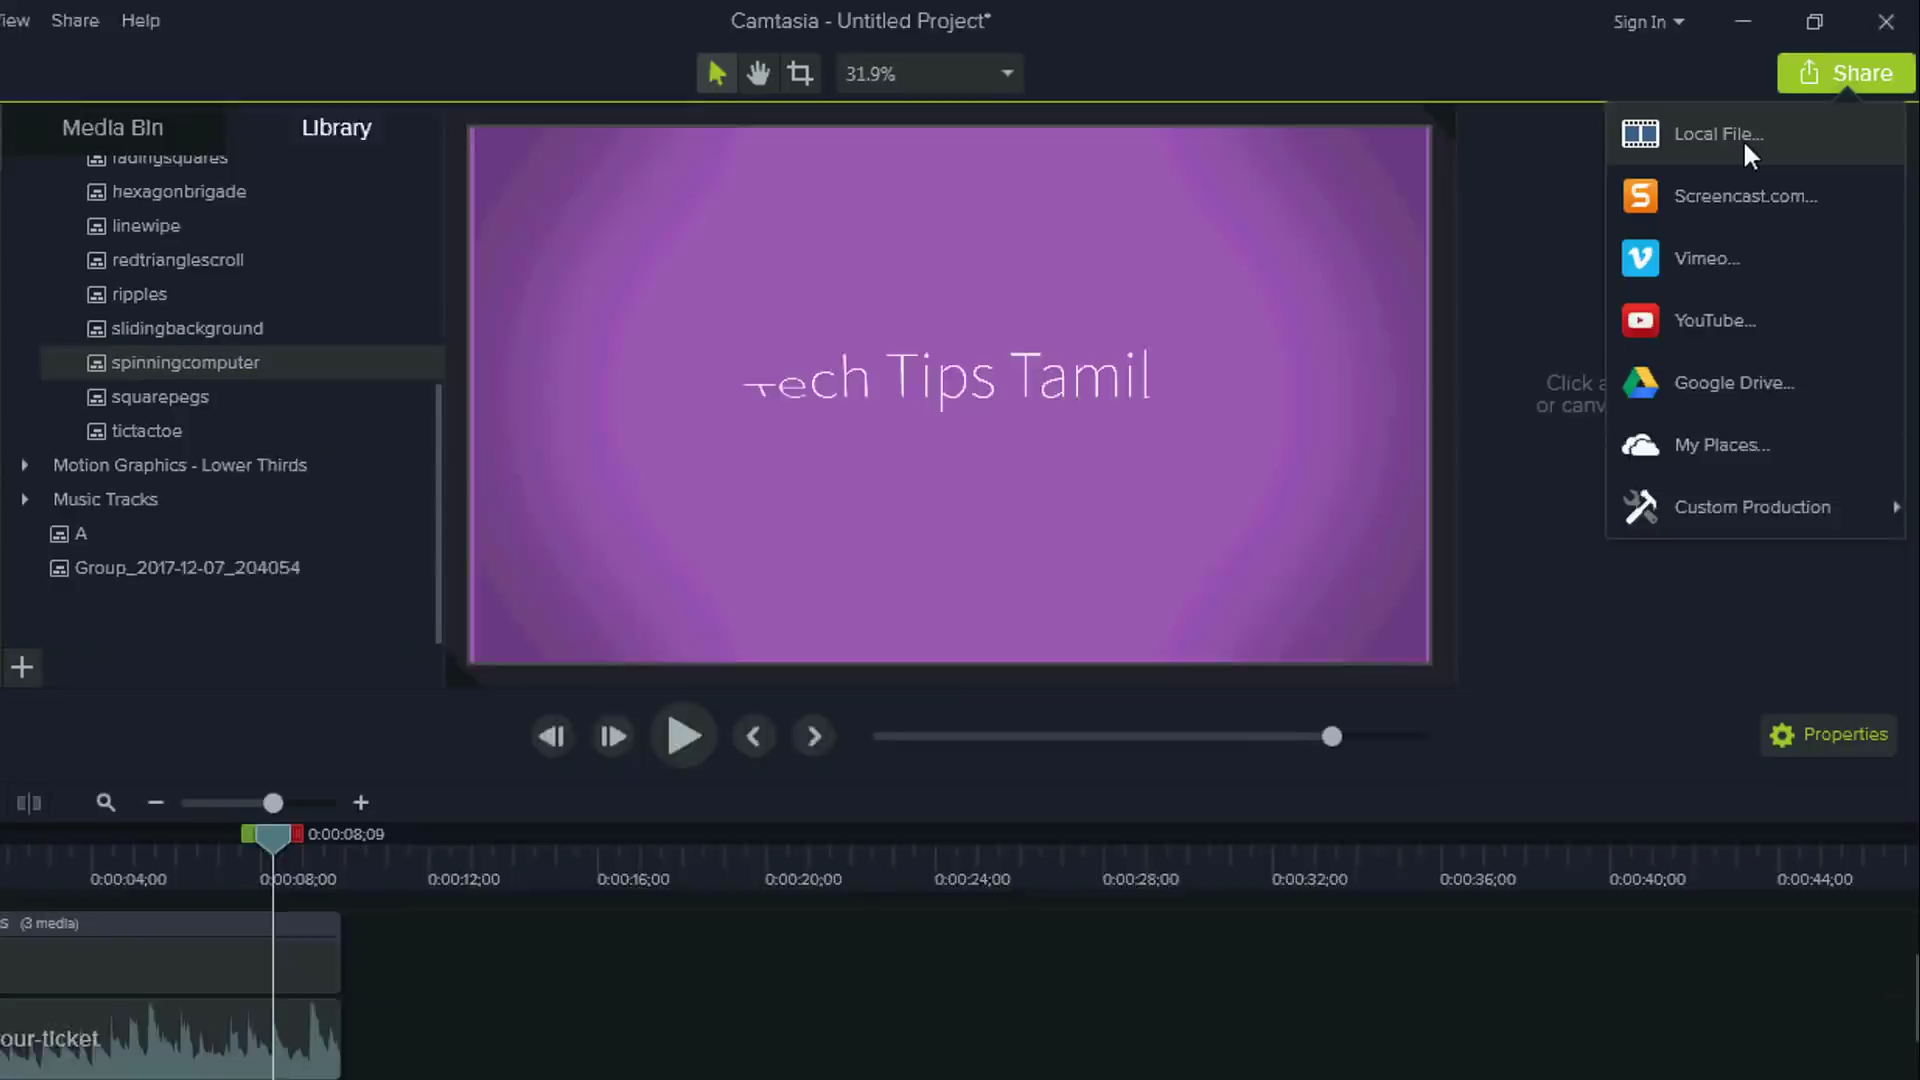 View Share Help
Camtasia - Untitled Project*
Sign In
31.9%
Share
Media Bin
Library
fadingsquares
hexagonbrigade
linewipe
redtrianglescroll
ripples
slidingbackground
spinningcomputer
squarepegs
tictactoe
Motion Graphics - Lower Thirds
Music Tracks
A
Group_2017-12-07_204054
Tech Tips Tamil
Click a
or canv
Local File...
Screencast.com...
Vimeo...
YouTube...
Google Drive...
My Places...
Custom Production
Properties
0:00:08;09
0:00:04;00 0:00:08;00 0:00:12;00 0:00:16;00 0:00:20;00 0:00:24;00 0:00:28;00 0:00:32;00 0:00:36;00 0:00:40;00 0:00:44;00
s (3 media)
our-ticket